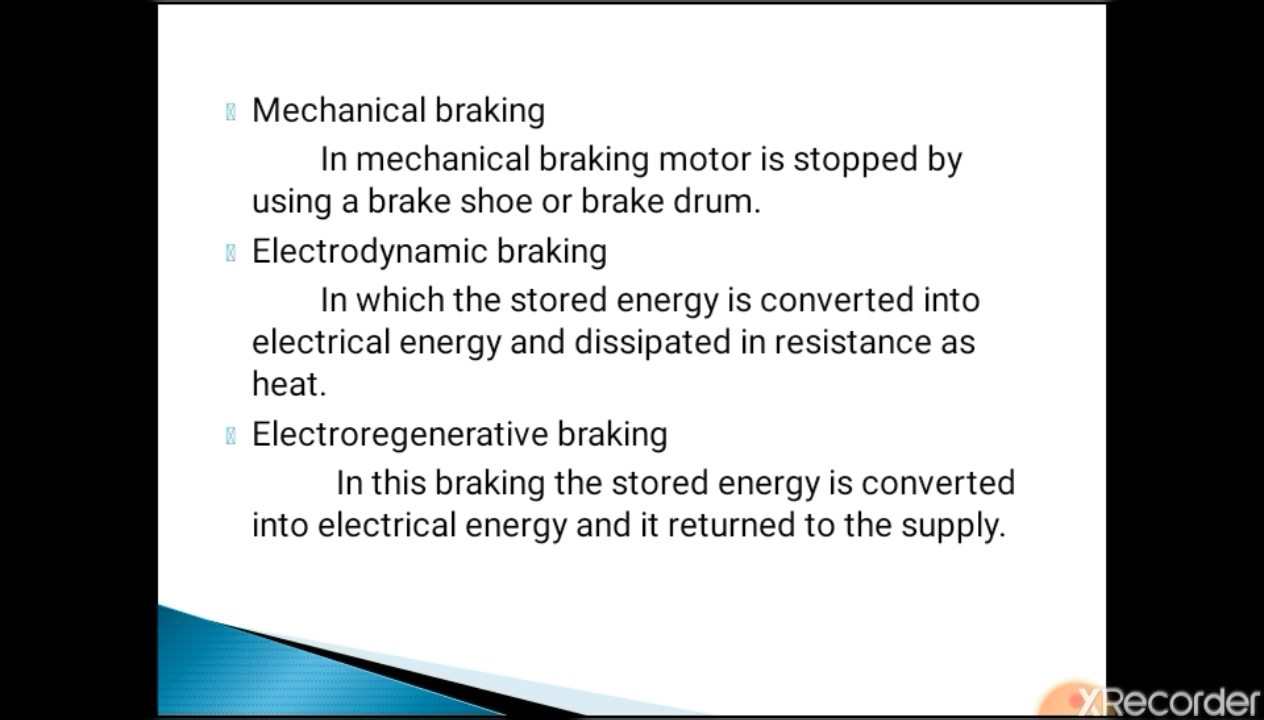 Mechanical braking
In mechanical braking motor is stopped by
using a brake shoe or brake drum.
Electrodynamic braking
In which the stored energy is converted into
electrical energy and dissipated in resistance as
heat.
Electroregenerative braking
In this braking the stored energy is converted
into electrical energy and it returned to the supply.
XRecorder